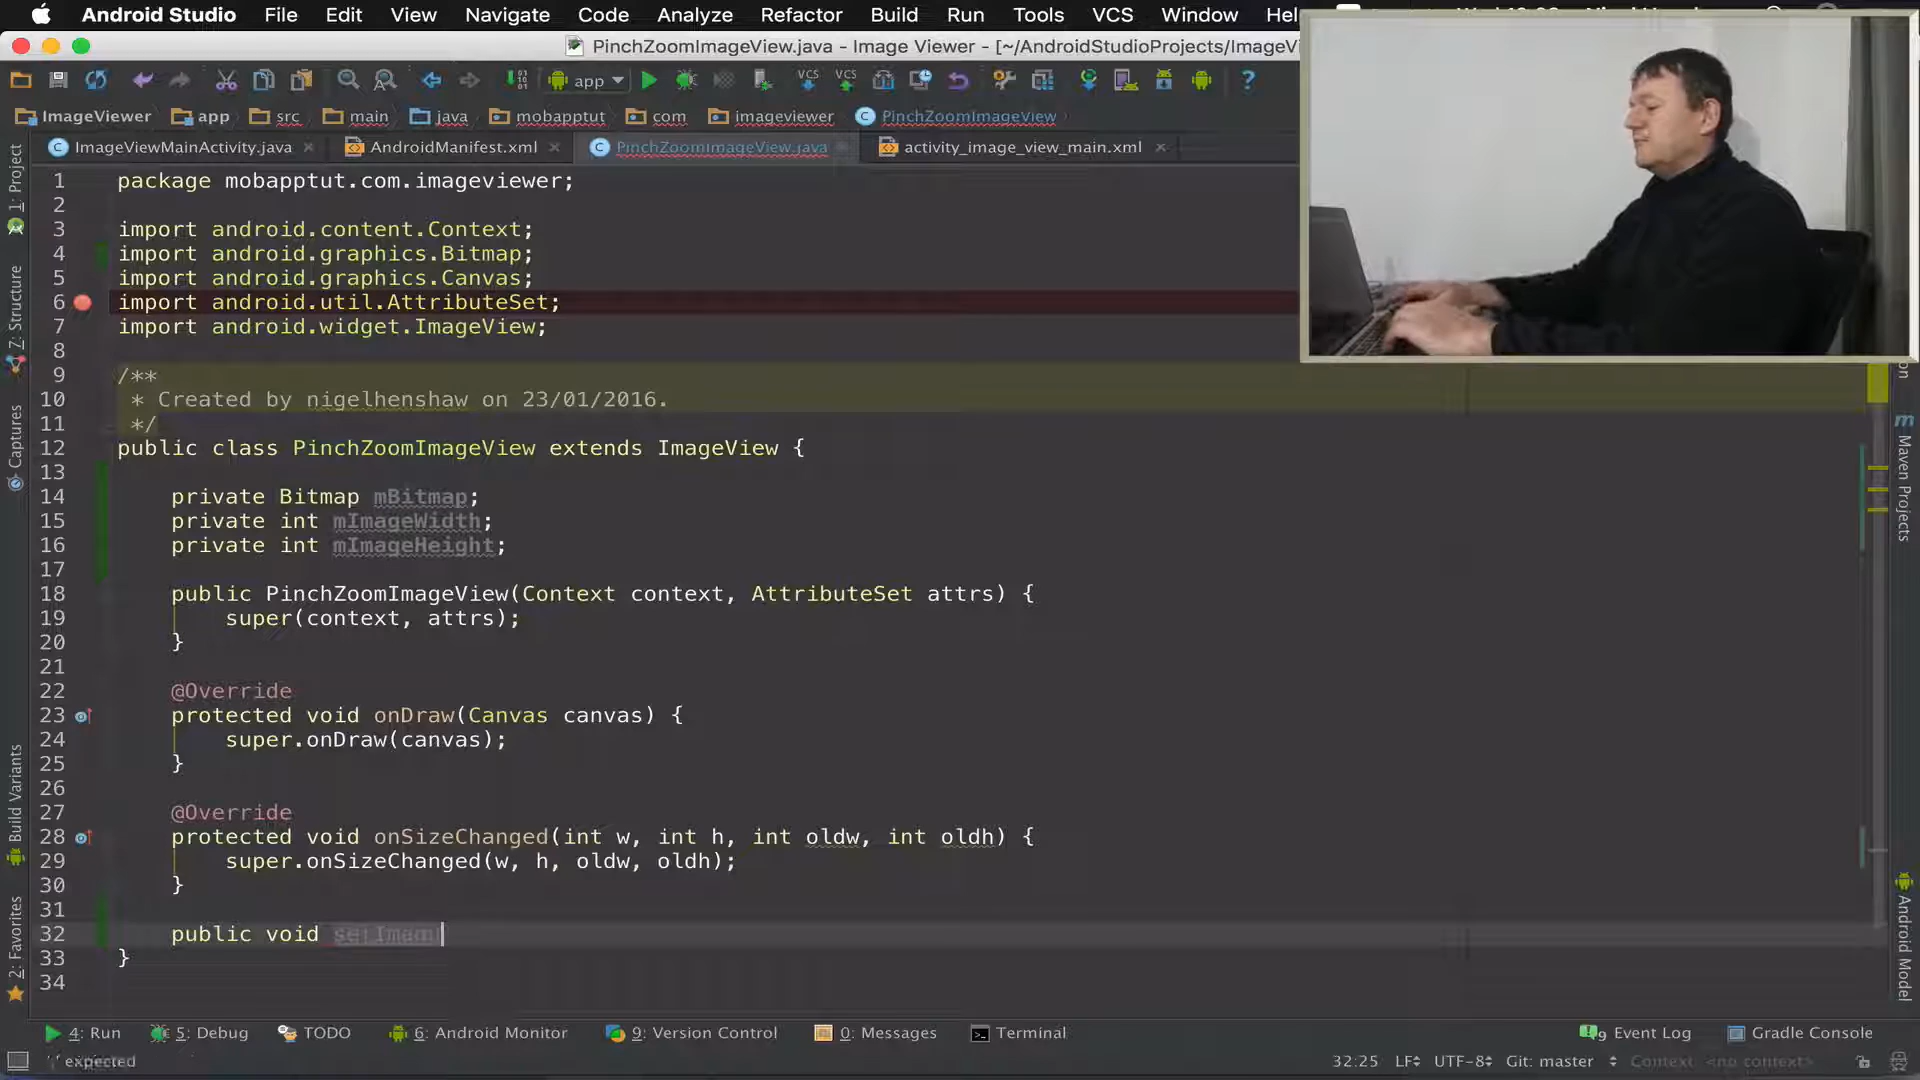 Android Studio File Edit View Navigate Code Analyze Refactor Build Run Tools VCS Window
PinchZoomImageView.java - Image Viewer - [~/AndroidStudioProjects/ImageVi
app VCS VCS ?
ImageViewer app src main java mobapptut com imageviewer PinchZoomImageView
ImageViewMainActivity.java AndroidManifest.xml PinchZoomImageView.java activity_image_view_main.xml
1 package mobapptut.com.imageviewer;
2
3 import android.content.Context;
4 import android.graphics.Bitmap;
5 import android.graphics.Canvas;
6 import android.util.AttributeSet;
7 import android.widget.ImageView;
8
9 /**
10 * Created by nigelhenshaw on 23/01/2016.
11 */
12 public class PinchZoomImageView extends ImageView {
13
14 private Bitmap mBitmap;
15 private int mImageWidth;
16 private int mImageHeight;
17
18 public PinchZoomImageView(Context context, AttributeSet attrs) {
19 super(context, attrs);
20 }
21
22 @Override
23 protected void onDraw(Canvas canvas) {
24 super.onDraw(canvas);
25 }
26
27 @Override
28 protected void onSizeChanged(int w, int h, int oldw, int oldh) {
29 super.onSizeChanged(w, h, oldw, oldh);
30 }
31
32 public void
33 }
34
1: Project
7: Structure
Captures
Build Variants
2: Favorites
Maven Projects
Android Model
4: Run 5: Debug TODO 6: Android Monitor 9: Version Control 0: Messages Terminal Event Log Gradle Console
expected 32:25 LF UTF-8 Git: master Context: <no context>